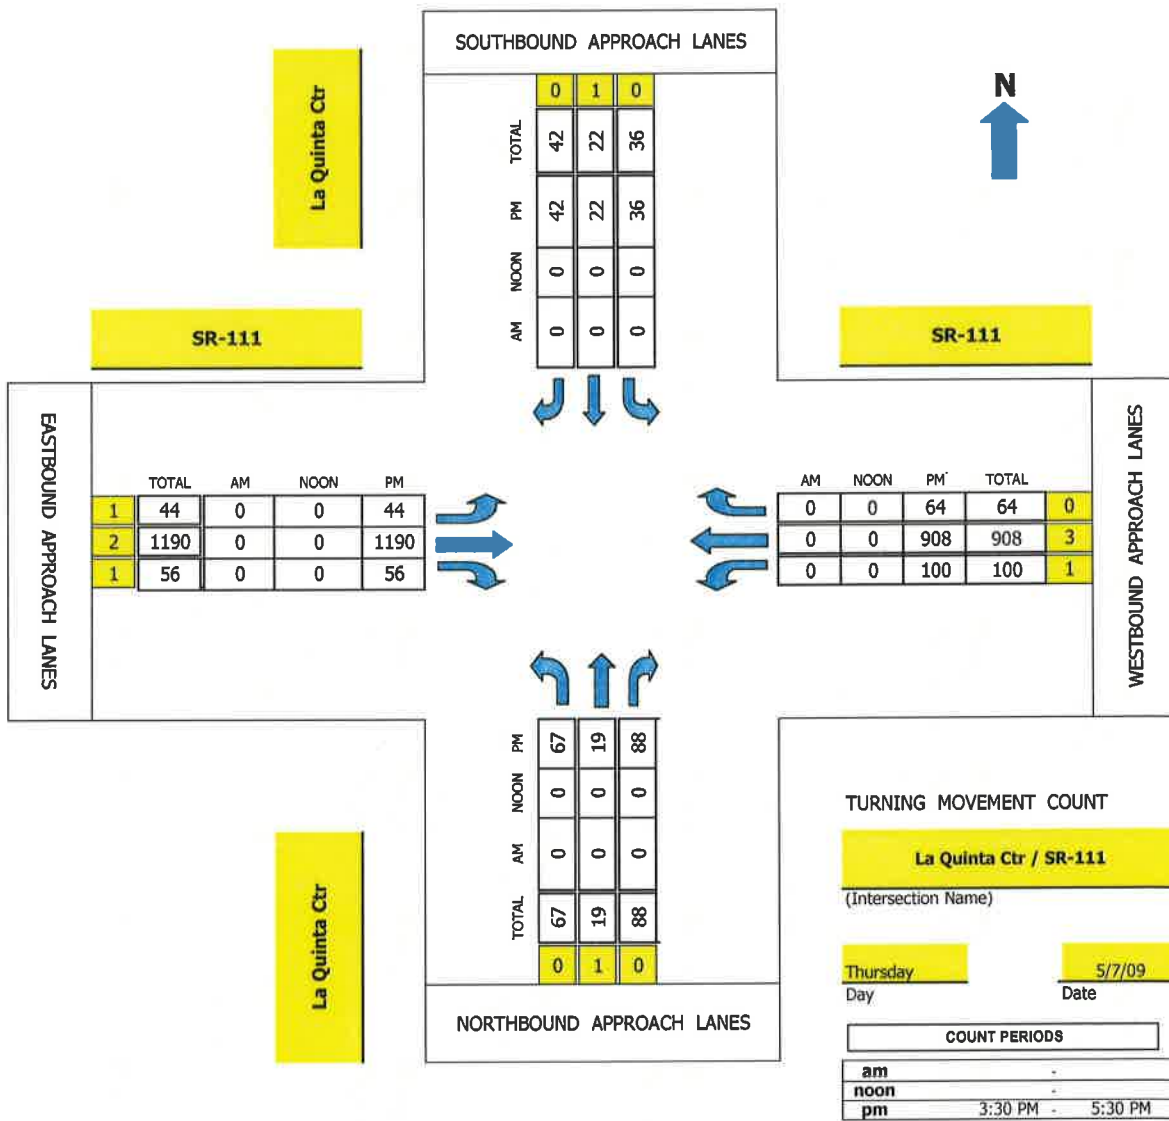 SOUTHBOUND APPROACH LANES
0 1 0
TOTAL 42 22 36
PM 42 22 36
NOON 0 0 0
AM 0 0 0
N
La Quinta Ctr
SR-111
SR-111
EASTBOUND APPROACH LANES
TOTAL AM NOON PM
1 44 0 0 44
2 1190 0 0 1190
1 56 0 0 56
AM NOON PM TOTAL
0 0 64 64 0
0 0 908 908 3
0 0 100 100 1
WESTBOUND APPROACH LANES
PM 67 19 88
NOON 0 0 0
AM 0 0 0
TOTAL 67 19 88
0 1 0
NORTHBOUND APPROACH LANES
La Quinta Ctr
TURNING MOVEMENT COUNT
La Quinta Ctr / SR-111
(Intersection Name)
Thursday 5/7/09
Day Date
COUNT PERIODS
am -
noon -
pm 3:30 PM - 5:30 PM